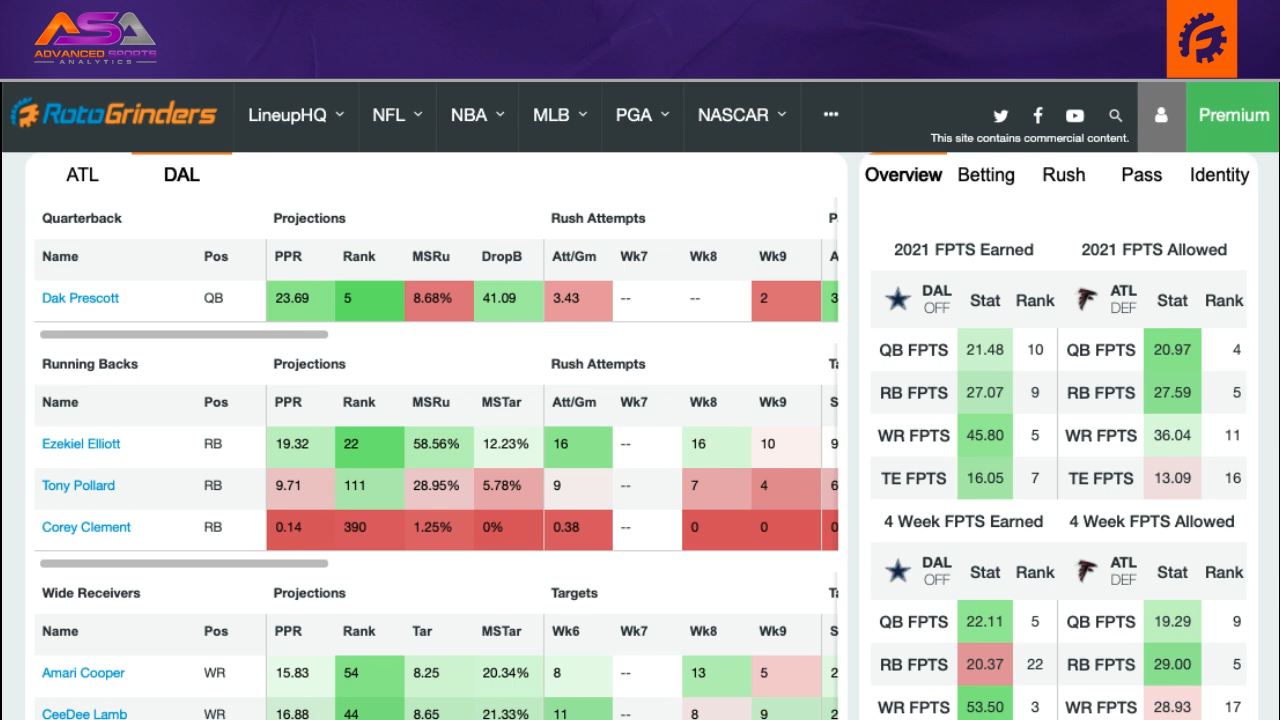 ASA
ADVANCED SPORTS
ANALYTICS
RotoGrinders LineupHQ NFL NBA MLB PGA NASCAR ••• Premium
This site contains commercial content.
ATL DAL
Quarterback Projections Rush Attempts P
Name Pos PPR Rank MSRu DropB Att/Gm Wk7 Wk8 Wk9 A
Dak Prescott QB 23.69 5 8.68% 41.09 3.43 -- -- 2 3
Running Backs Projections Rush Attempts Ta
Name Pos PPR Rank MSRu MSTar Att/Gm Wk7 Wk8 Wk9 S
Ezekiel Elliott RB 19.32 22 58.56% 12.23% 16 -- 16 10 9
Tony Pollard RB 9.71 111 28.95% 5.78% 9 -- 7 4 6
Corey Clement RB 0.14 390 1.25% 0% 0.38 -- 0 0 0
Wide Receivers Projections Targets Ta
Name Pos PPR Rank Tar MSTar Wk6 Wk7 Wk8 Wk9 S
Amari Cooper WR 15.83 54 8.25 20.34% 8 -- 13 5 2
CeeDee Lamb WR 16.88 44 8.65 21.33% 11 -- 8 9 2
Overview Betting Rush Pass Identity
2021 FPTS Earned 2021 FPTS Allowed
DAL OFF Stat Rank ATL DEF Stat Rank
QB FPTS 21.48 10 QB FPTS 20.97 4
RB FPTS 27.07 9 RB FPTS 27.59 5
WR FPTS 45.80 5 WR FPTS 36.04 11
TE FPTS 16.05 7 TE FPTS 13.09 16
4 Week FPTS Earned 4 Week FPTS Allowed
DAL OFF Stat Rank ATL DEF Stat Rank
QB FPTS 22.11 5 QB FPTS 19.29 9
RB FPTS 20.37 22 RB FPTS 29.00 5
WR FPTS 53.50 3 WR FPTS 28.93 17